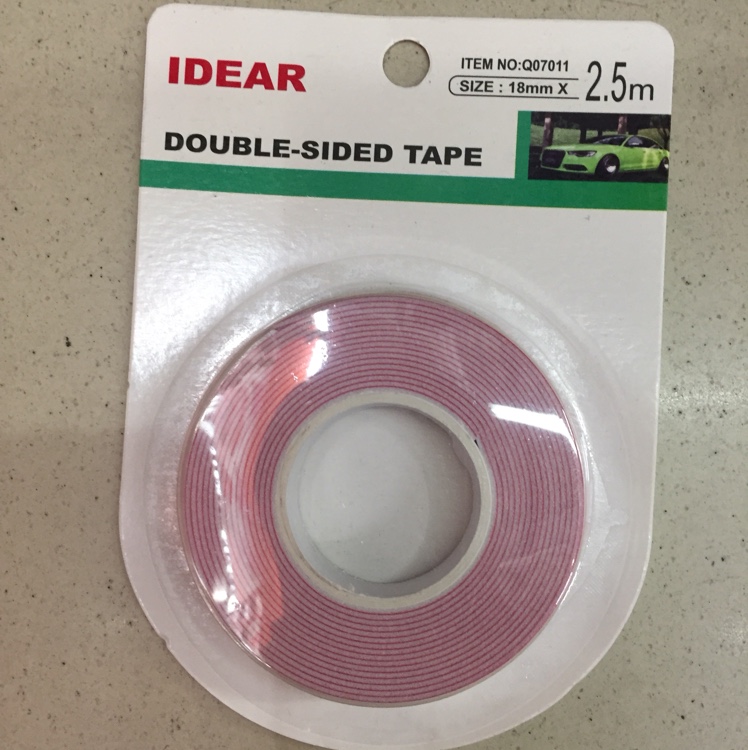 IDEAR
ITEM NO:Q07011
SIZE : 18mm X 2.5m
DOUBLE-SIDED TAPE